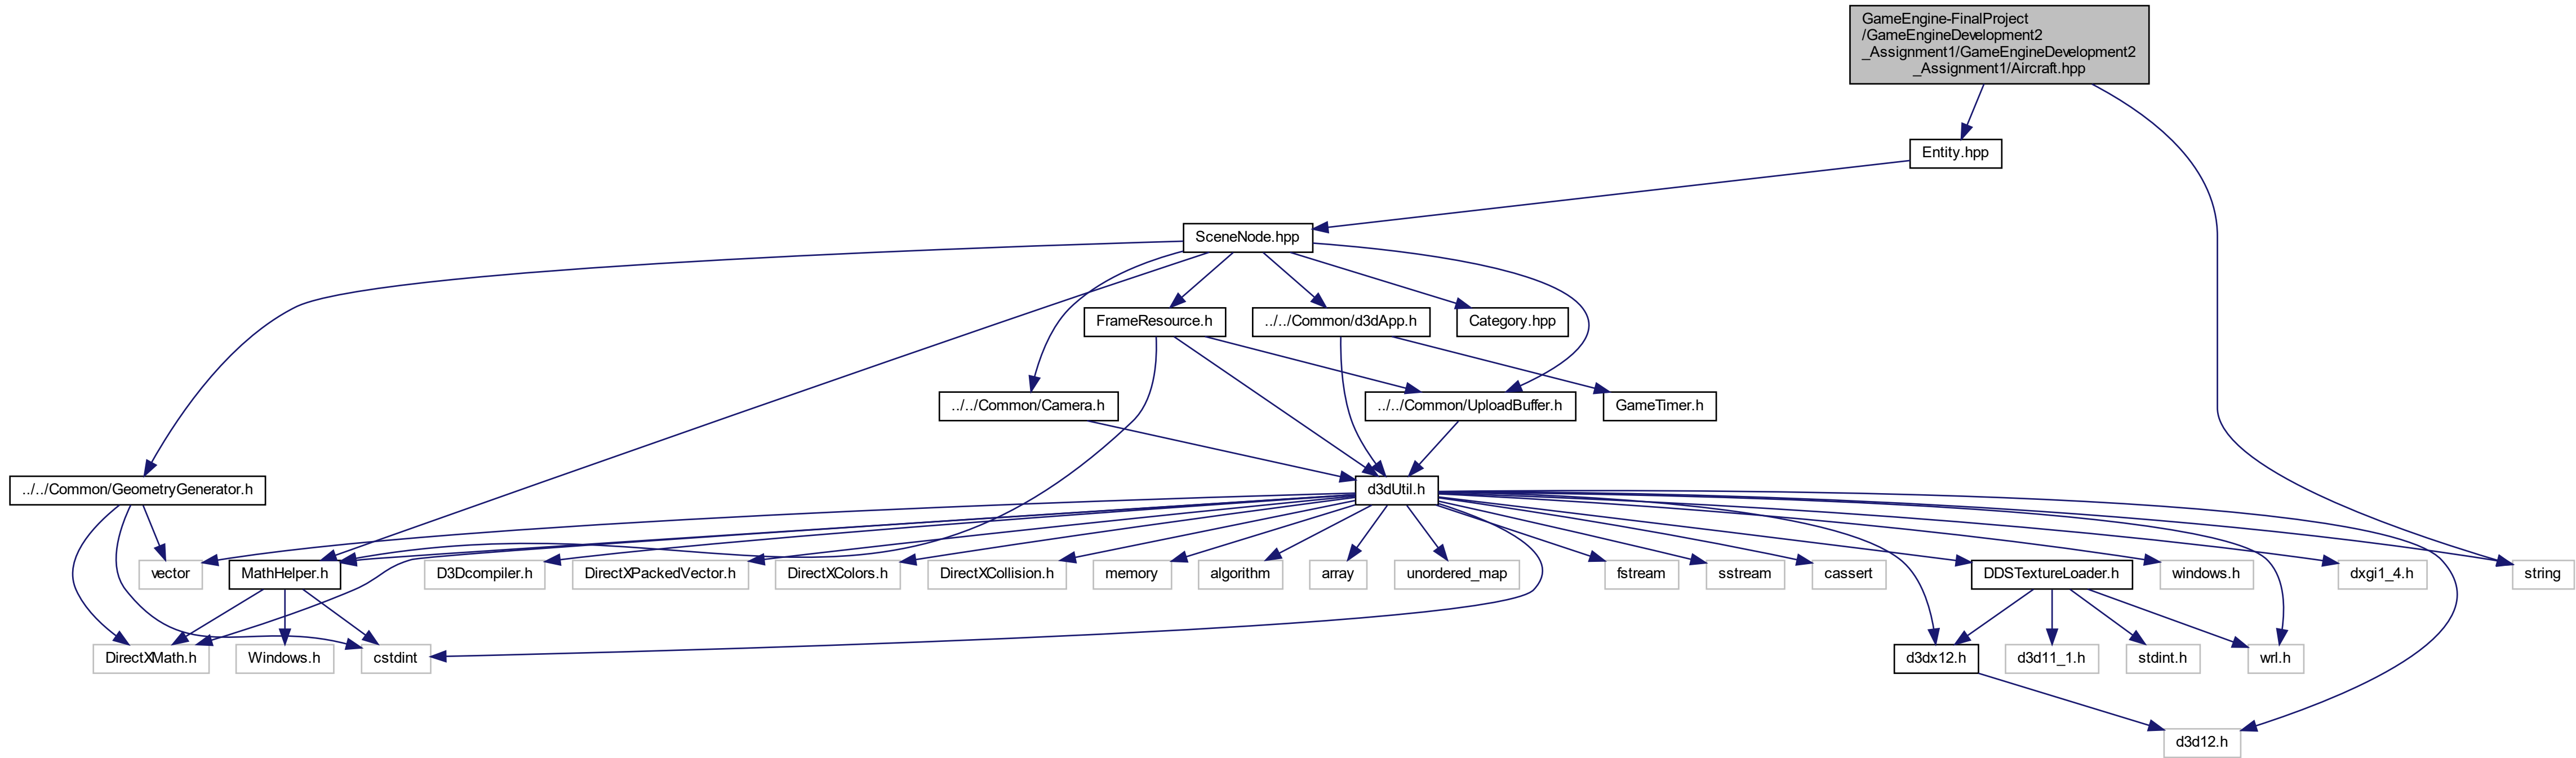 GameEngine-FinalProject
/GameEngineDevelopment2
_Assignment1/GameEngineDevelopment2
_Assignment1/Aircraft.hpp
Entity.hpp
SceneNode.hpp
FrameResource.h
../../Common/d3dApp.h
Category.hpp
../../Common/Camera.h
../../Common/UploadBuffer.h
GameTimer.h
../../Common/GeometryGenerator.h
d3dUtil.h
vector
MathHelper.h
D3Dcompiler.h
DirectXPackedVector.h
DirectXColors.h
DirectXCollision.h
memory
algorithm
array
unordered_map
fstream
sstream
cassert
DDSTextureLoader.h
windows.h
dxgi1_4.h
string
DirectXMath.h
Windows.h
cstdint
d3dx12.h
d3d11_1.h
stdint.h
wrl.h
d3d12.h